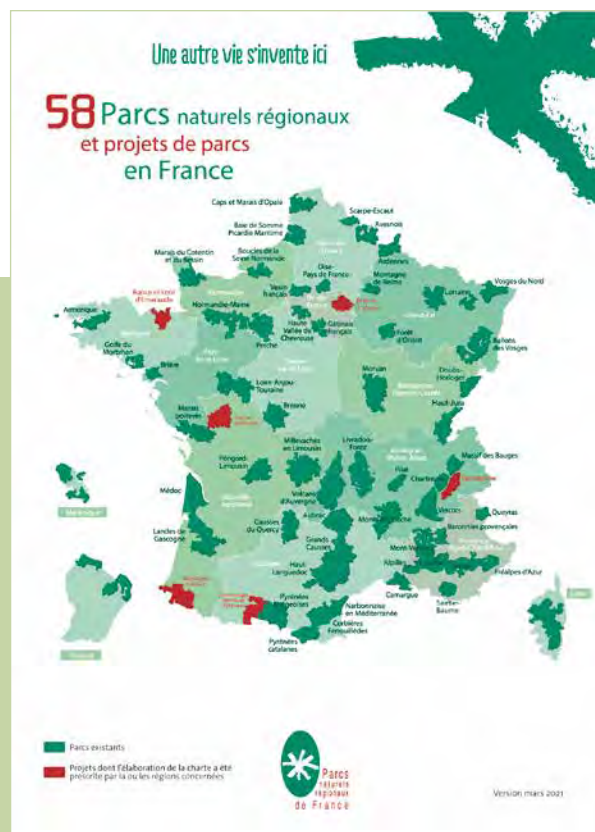 Une autre vie s'invente ici
58 Parcs naturels régionaux
et projets de parcs
en France
Caps et Marais d'Opale
Scarpe-Escaut
Avesnois
Baie de Somme
Picardie Maritime
Ardennes
Marais du Cotentin
et du Bessin
Boucles de la
Seine Normande
Oise-
Pays de France
Montagne
de Reims
Vosges du Nord
Vexin
français
Lorraine
Armorique
Normandie-Maine
Perche
Haute
Vallée de
Chevreuse
Gâtinais
français
Forêt
d'Orient
Ballons
des Vosges
Golfe du
Morbihan
Brière
Loire-Anjou-
Touraine
Morvan
Doubs-
Horloger
Haut-Jura
Marais
poitevin
Brenne
Millevaches
en Limousin
Livradois-
Forez
Massif des Bauges
Périgord-
Limousin
Pilat
Chartreuse
Médoc
Volcans
d'Auvergne
Vercors
Queyras
Landes de
Gascogne
Causses
du Quercy
Aubrac
Monts d'Ardèche
Baronnies provençales
Grands
Causses
Mont-Ventoux
Haut
Languedoc
Alpilles
Préalpes d'Azur
Camargue
Sainte-
Baume
Pyrénées
ariégeoises
Narbonnaise
en Méditerranée
Corbières
Fenouillèdes
Pyrénées
catalanes
Martinique
Parcs existants
Projets dont l'élaboration de la charte a été
prescrite par la ou les régions concernées
Parcs
naturels
régionaux
de France
Version mars 2021